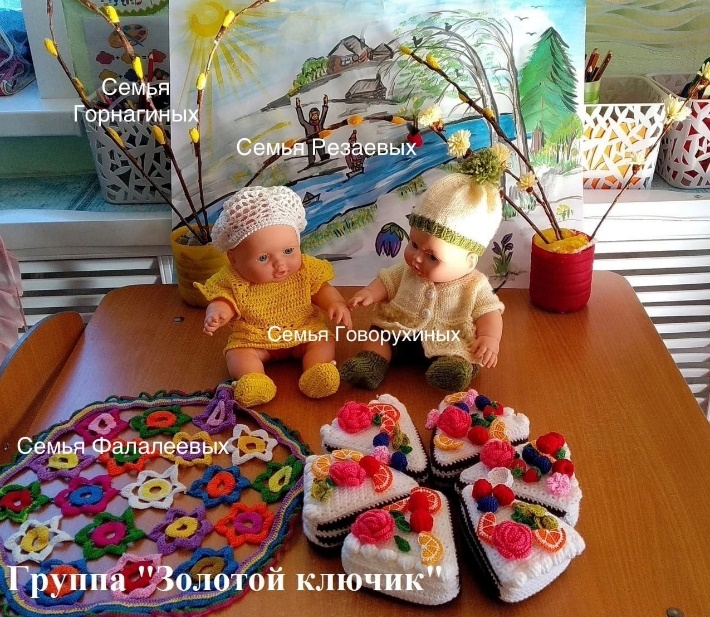 Семья
Горнагиных
Семья Резаевых
Семья Говорухиных
Семья Фалалеевых
Группа "Золотой ключик"